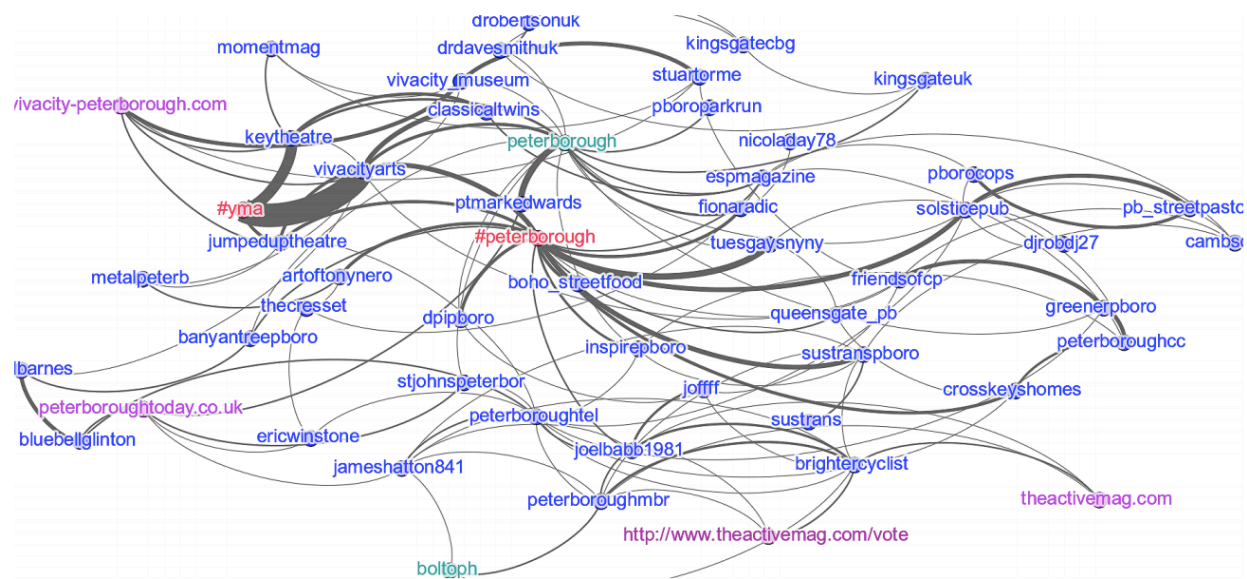 drobertsonuk
momentmag
drdavesmithuk
kingsgatecbg
vivacity_museum
stuartorme
kingsgateuk
vivacity-peterborough.com
classicaltwins
pboroparkrun
keytheatre
peterborough
nicoladay78
vivacityarts
espmagazine
pborocops
#yma
ptmarkedwards
fionaradic
solsticepub
pb_streetpasto
#peterborough
jumpeduptheatre
tuesgaysnyny
djrobdj27
cambsc
metalpeterb
artoftonynero
boho_streetfood
friendsofcp
thecresset
dpipboro
queensgate_pb
greenerpboro
banyantreepboro
inspirepboro
sustranspboro
peterboroughcc
lbarnes
stjohnspeterbor
joffff
crosskeyshomes
peterboroughtoday.co.uk
peterboroughtel
sustrans
bluebellglinton
ericwinstone
joelbabb1981
jameshatton841
brightercyclist
peterboroughmbr
theactivemag.com
http://www.theactivemag.com/vote
boltoph